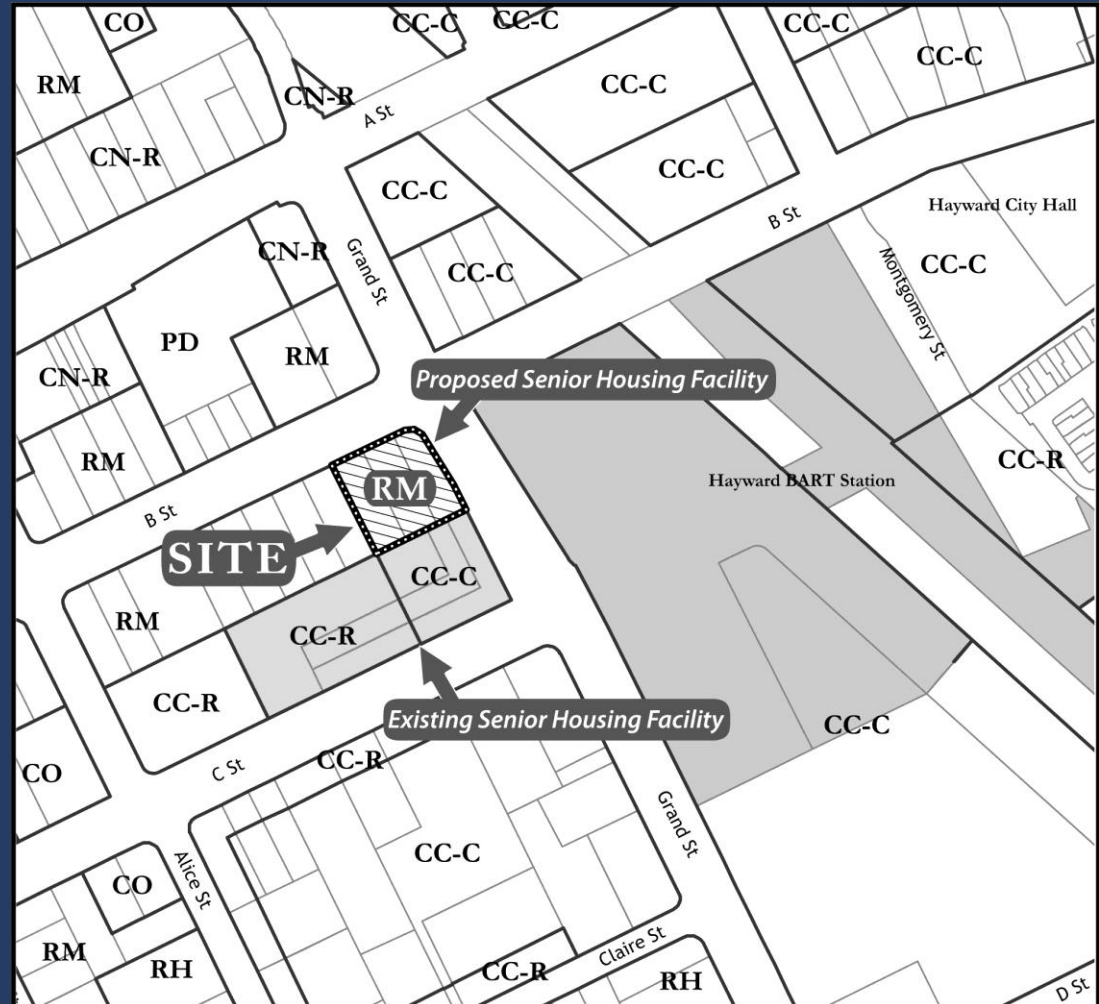 CO
CC-C
CC-C
CC-C
RM
CC-C
CC-C
CN-R
A St
CN-R
CC-C
CC-C
B St
Hayward City Hall
CC-C
CN-R
Grand St
CC-C
Montgomery St
PD
RM
CN-R
Proposed Senior Housing Facility
RM
CC-R
RM
Hayward BART Station
B St
SITE
CC-C
RM
CC-R
CC-R
Existing Senior Housing Facility
CC-C
CO
C St
CC-R
Grand St
CC-C
Alice St
CO
RM
RH
Claire St
CC-R
RH
D St